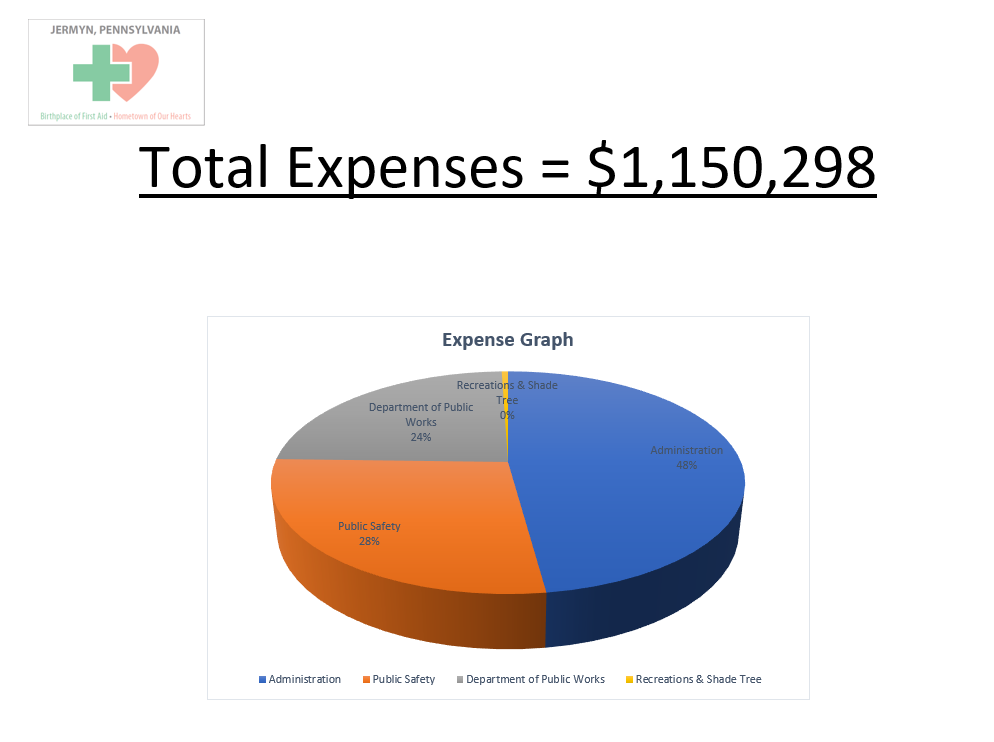 JERMYN, PENNSYLVANIA
Birthplace of First Aid • Hometown of Our Hearts
Total Expenses = $1,150,298
Expense Graph
Recreations & Shade
Tree
0%
Department of Public
Works
24%
Administration
48%
Public Safety
28%
Administration Public Safety Department of Public Works Recreations & Shade Tree